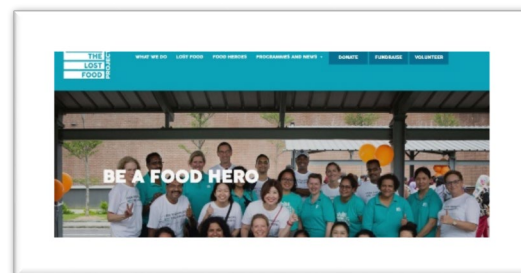 THE
LOST
FOOD
PROJECT
WHAT WE DO LOST FOOD FOOD HEROES PROGRAMMES AND NEWS DONATE FUNDRAISE VOLUNTEER
BE A FOOD HERO